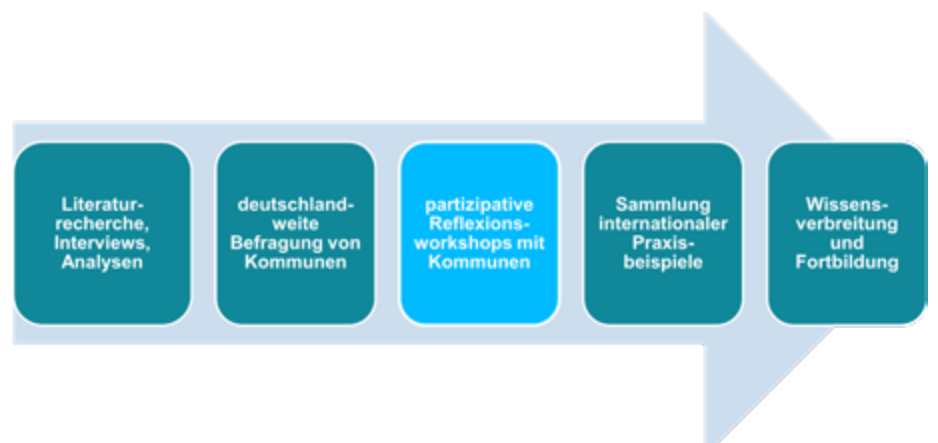 Literatur-
recherche,
Interviews,
Analysen
deutschland-
weite
Befragung von
Kommunen
partizipative
Reflexions-
workshops mit
Kommunen
Sammlung
internationaler
Praxis-
beispiele
Wissens-
verbreitung
und
Fortbildung